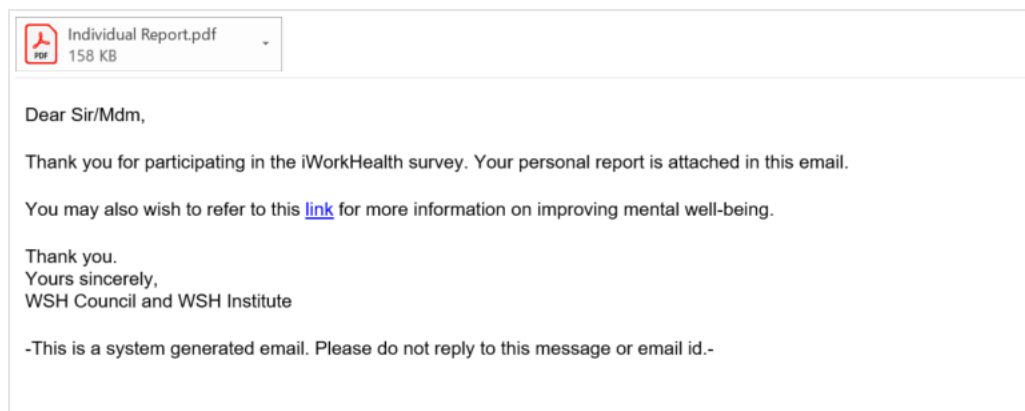 Individual Report.pdf
PDF
158 KB
Dear Sir/Mdm,
Thank you for participating in the iWorkHealth survey. Your personal report is attached in this email.
You may also wish to refer to this link for more information on improving mental well-being.
Thank you.
Yours sincerely,
WSH Council and WSH Institute
-This is a system generated email. Please do not reply to this message or email id.-